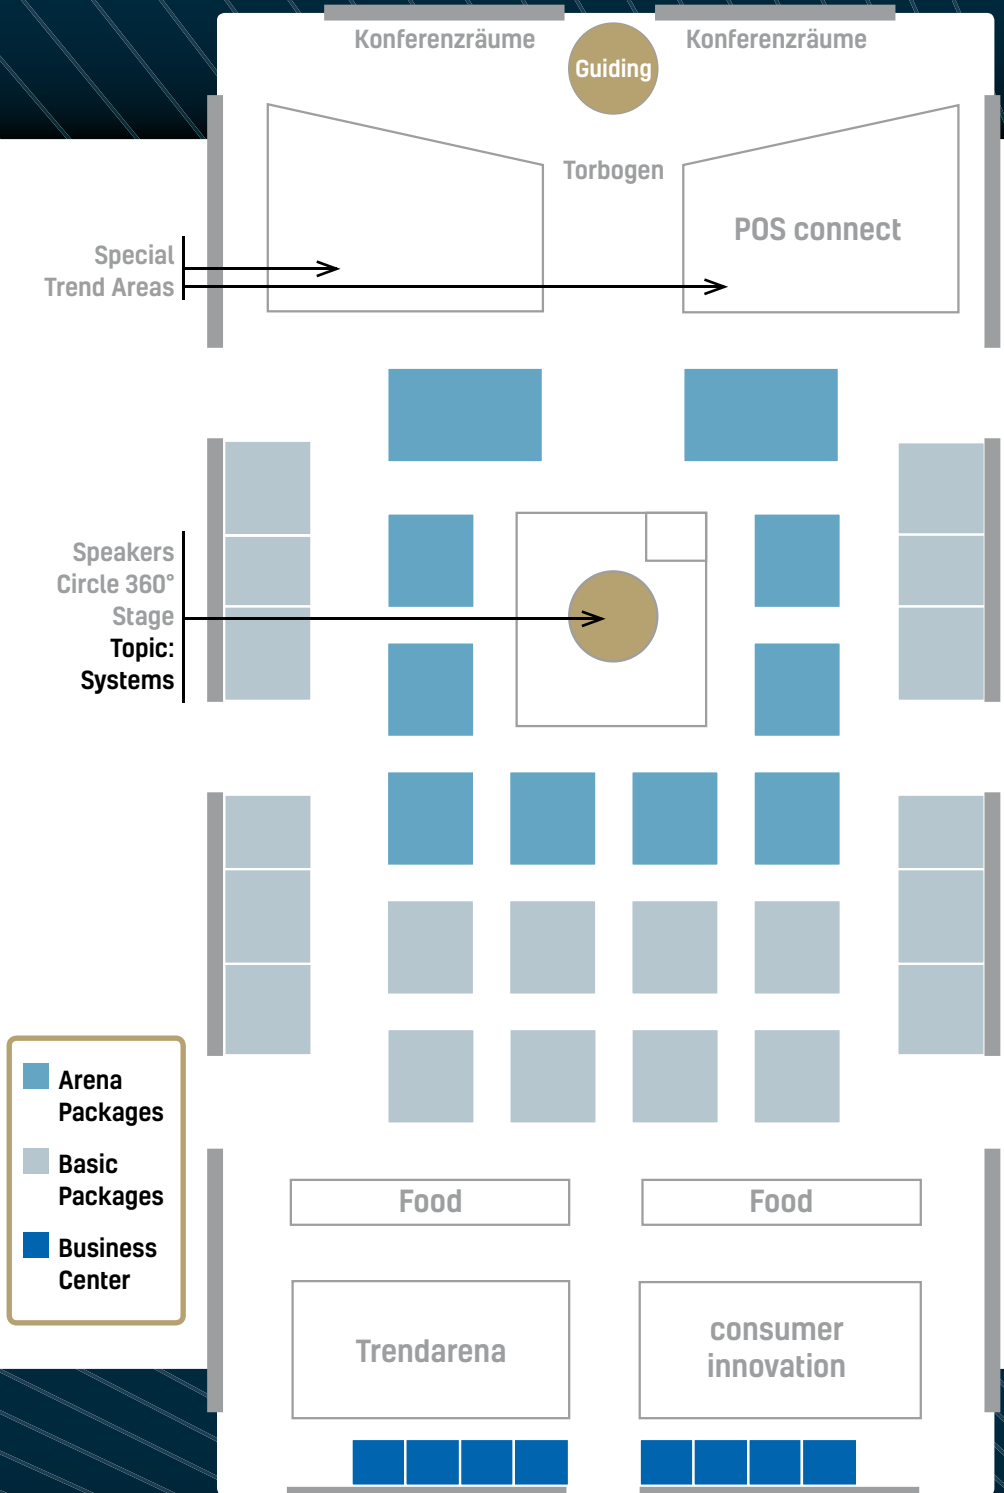 Konferenzräume
Konferenzräume
Guiding
Torbogen
POS connect
Special
Trend Areas
Speakers
Circle 360°
Stage
Topic:
Systems
Arena
Packages
Basic
Packages
Business
Center
Food
Food
Trendarena
consumer
innovation